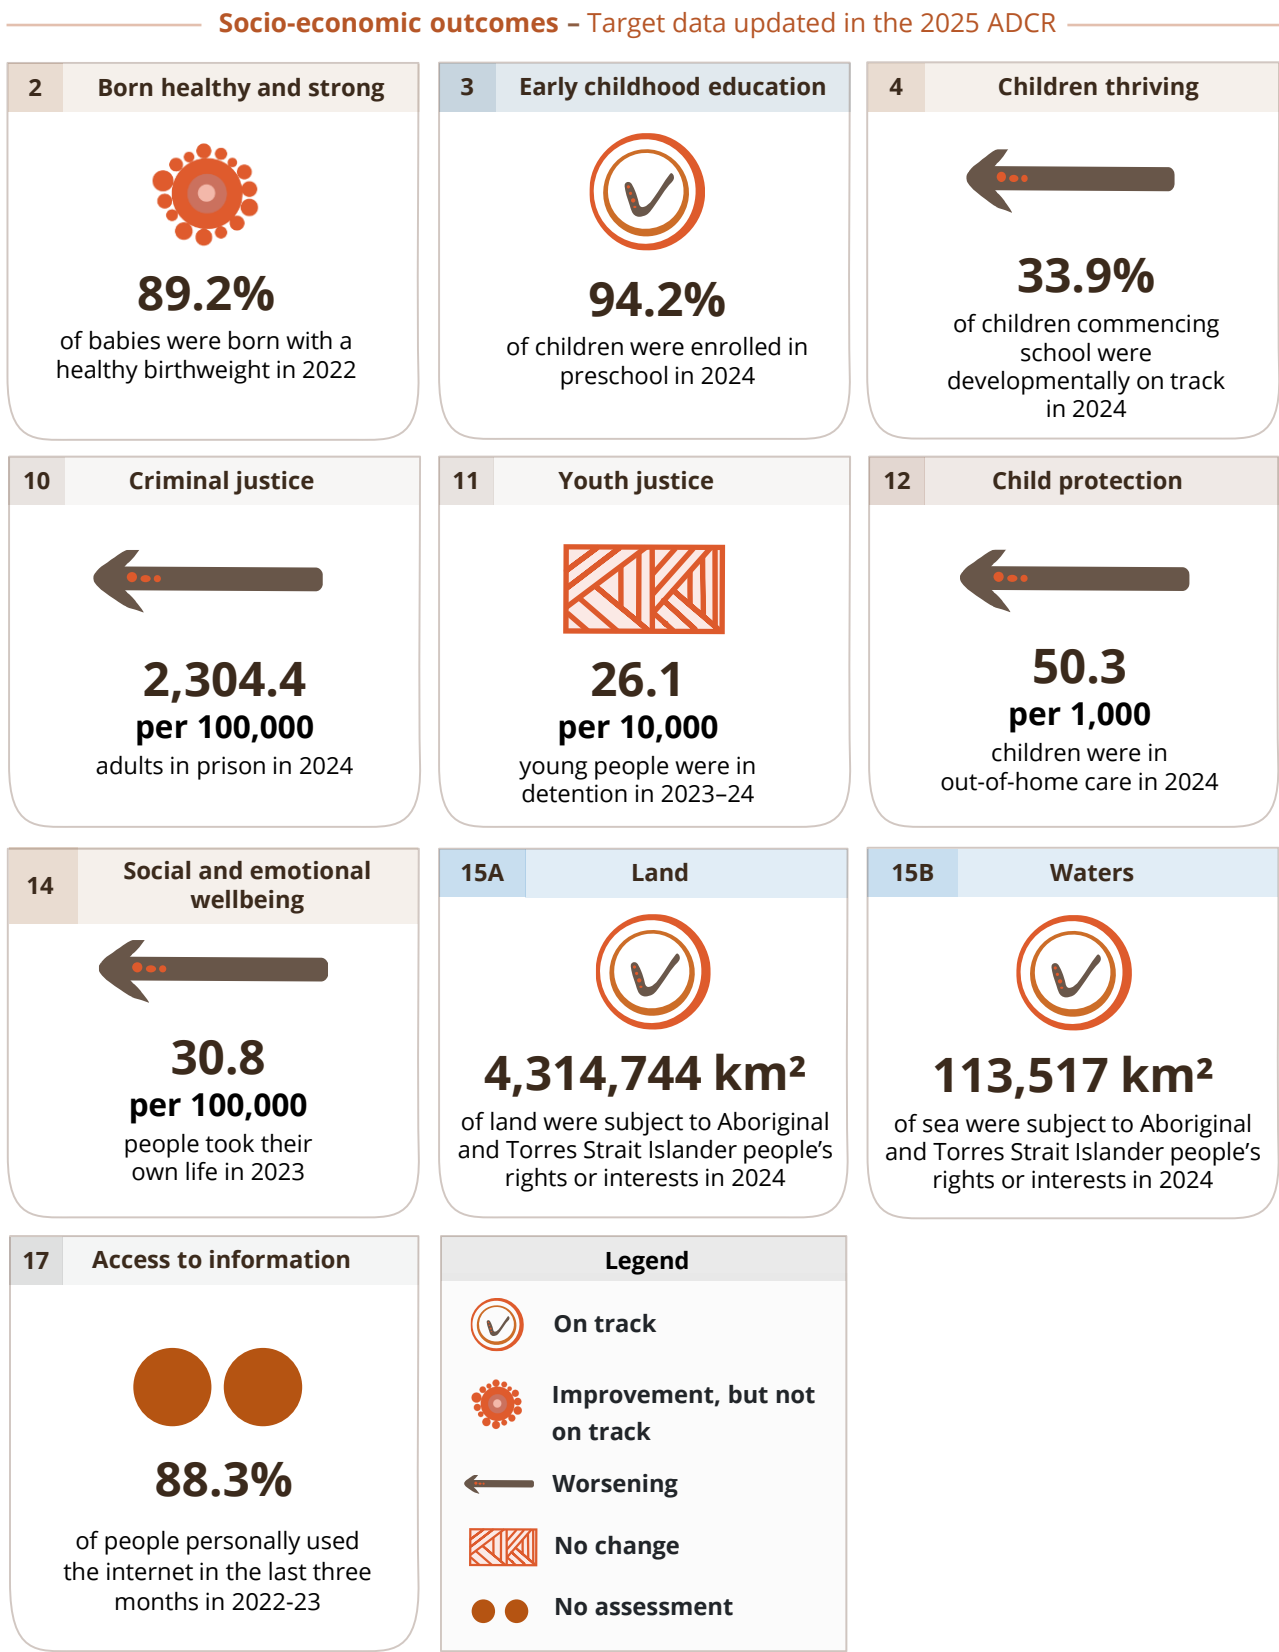 Socio-economic outcomes – Target data updated in the 2025 ADCR
2 Born healthy and strong
89.2%
of babies were born with a
healthy birthweight in 2022
3 Early childhood education
94.2%
of children were enrolled in
preschool in 2024
4 Children thriving
33.9%
of children commencing
school were
developmentally on track
in 2024
10 Criminal justice
2,304.4
per 100,000
adults in prison in 2024
11 Youth justice
26.1
per 10,000
young people were in
detention in 2023–24
12 Child protection
50.3
per 1,000
children were in
out-of-home care in 2024
14 Social and emotional
wellbeing
30.8
per 100,000
people took their
own life in 2023
15A Land
4,314,744 km²
of land were subject to Aboriginal
and Torres Strait Islander people’s
rights or interests in 2024
15B Waters
113,517 km²
of sea were subject to Aboriginal
and Torres Strait Islander people’s
rights or interests in 2024
17 Access to information
88.3%
of people personally used
the internet in the last three
months in 2022-23
Legend
On track
Improvement, but not
on track
Worsening
No change
No assessment